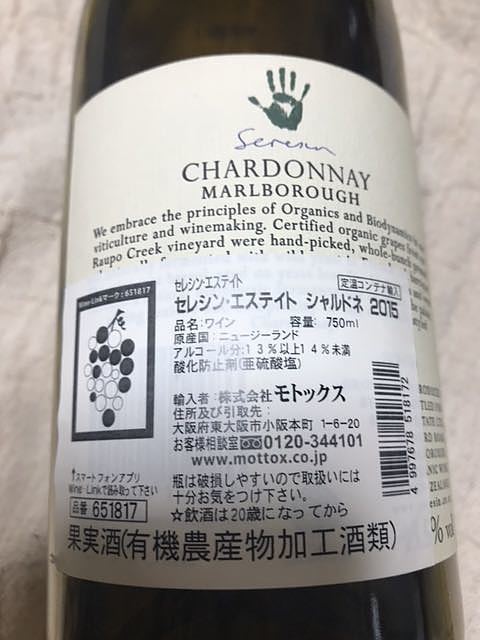 Seresin
CHARDONNAY
MARLBOROUGH
We embrace the principles of Organics and Biodynamics
viticulture and winemaking. Certified organic grapes
Raupo Creek vineyard were hand-picked, whole-bunch
Wine-Linkマーク:651817
セレシン・エステイト
定温コンテナ輸入
セレシン・エステイト シャルドネ 2015
品名:ワイン 容量: 750ml
原産国:ニュージーランド
アルコール分:13%以上14%未満
酸化防止剤(亜硫酸塩)
輸入者:株式会社モトックス
住所及び引取先:
大阪府東大阪市小阪本町 1-6-20
お客様相談室 0120-344101
www.mottox.co.jp
↑スマートフォンアプリ
Wine-Linkで読み取って下さい
品番 651817
瓶は破損しやすいので取扱いには
十分お気をつけ下さい。
☆飲酒は20歳になってから
果実酒(有機農産物加工酒類)
4 997678 518172
% vol